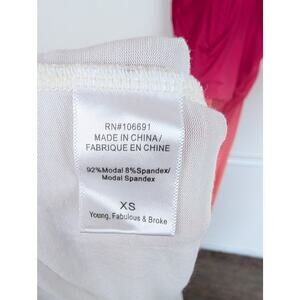 RN#106691
MADE IN CHINA/
FABRIQUE EN CHINE
92%Modal 8%Spandex/
Modal Spandex
XS
Young, Fabulous & Broke